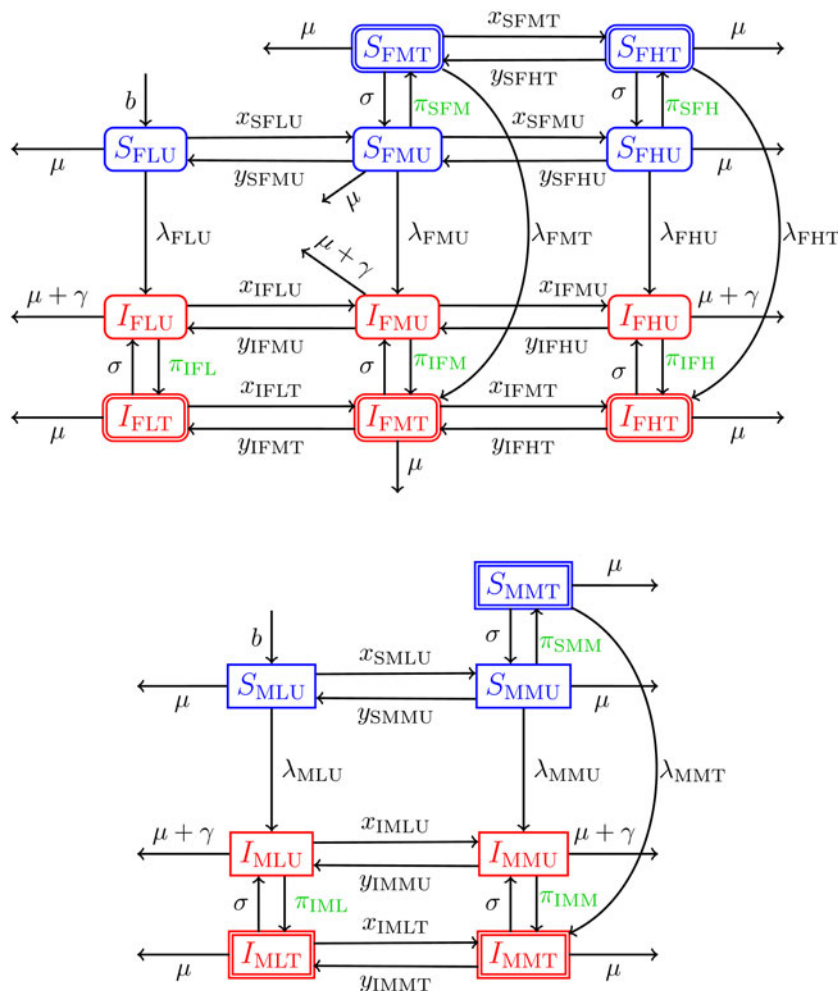 x_SFMT
μ S_FMT S_FHT μ
y_SFHT
b σ π_SFM σ π_SFH
x_SFLU x_SFMU
S_FLU S_FMU S_FHU
μ y_SFMU μ y_SFHU μ
λ_FLU λ_FMU λ_FMT λ_FHU λ_FHT
μ + γ
μ + γ x_IFLU x_IFMU μ + γ
I_FLU I_FMU I_FHU
y_IFMU y_IFHU
σ π_IFL σ π_IFM σ π_IFH
x_IFLT x_IFMT
I_FLT I_FMT I_FHT
μ y_IFMT μ y_IFHT μ
S_MMT μ
b σ π_SMM
x_SMLU
S_MLU S_MMU
μ y_SMMU μ
λ_MLU λ_MMU λ_MMT
μ + γ x_IMLU μ + γ
I_MLU I_MMU
y_IMMU
σ π_IML σ π_IMM
x_IMLT
I_MLT I_MMT
μ y_IMMT μ